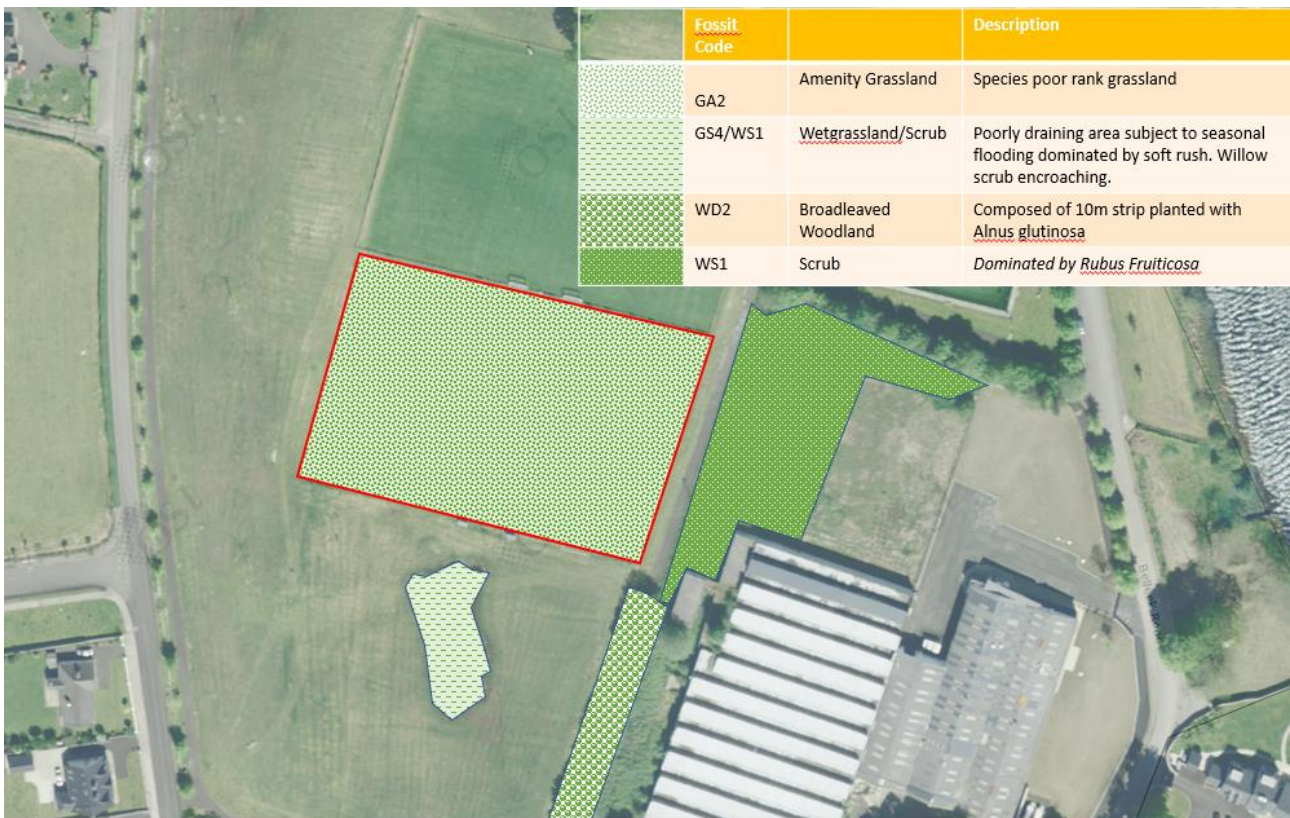 Fossit
Code
Description
GA2
Amenity Grassland
Species poor rank grassland
GS4/WS1
Wetgrassland/Scrub
Poorly draining area subject to seasonal
flooding dominated by soft rush. Willow
scrub encroaching.
WD2
Broadleaved
Woodland
Composed of 10m strip planted with
Alnus glutinosa
WS1
Scrub
Dominated by Rubus Fruiticosa
OSI